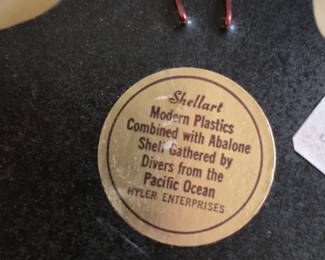 Shellart
Modern Plastics
Combined with Abalone
Shell Gathered by
Divers from the
Pacific Ocean
HYLER ENTERPRISES